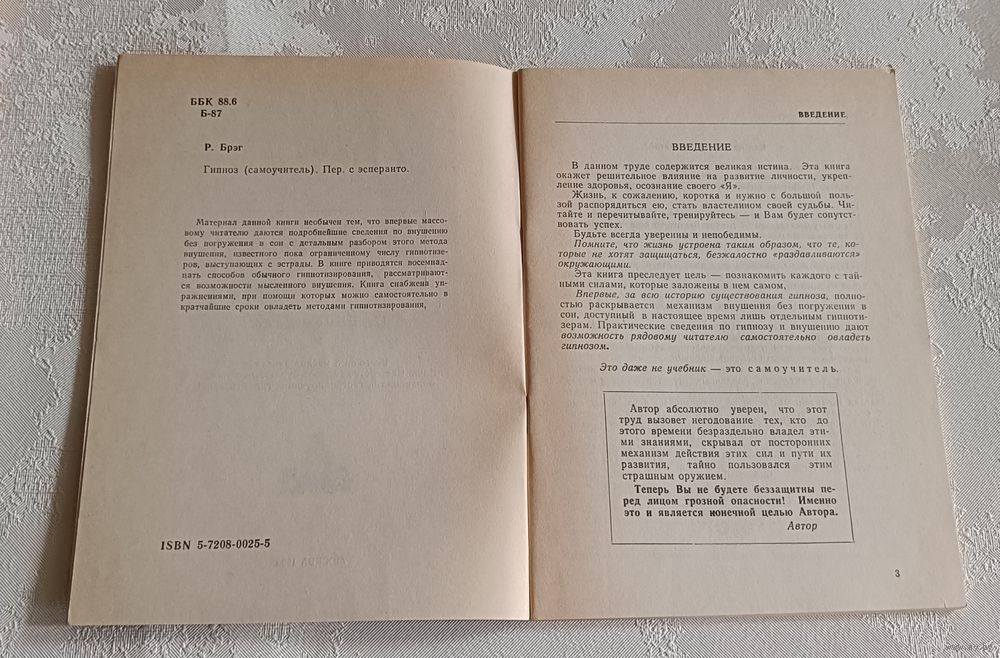 ББК 88.6
Б-87
Р. Брэг
Гипноз (самоучитель). Пер. с эсперанто.
Материал данной книги необычен тем, что впервые массо-
вому читателю даются подробнейшие сведения по внушению
без погружения в сон с детальным разбором этого метода
внушения, известного пока ограниченному числу гипнотизе-
ров, выступающих с эстрады. В книге приводятся восемнад-
цать способов обычного гипнотизирования, рассматривают-
ся возможности мысленного внушения. Книга снабжена уп-
ражнениями, при помощи которых можно самостоятельно в
кратчайшие сроки овладеть методами гипнотизирования,
ISBN 5-7208-0025-5
ВВЕДЕНИЕ
ВВЕДЕНИЕ
В данном труде содержится великая истина. Эта книга
окажет решительное влияние на развитие личности, укреп-
ление здоровья, осознание своего «Я».
Жизнь, к сожалению, коротка и нужно с большой поль-
зой распорядиться ею, стать властелином своей судьбы. Чи-
тайте и перечитывайте, тренируйтесь — и Вам будет сопутст-
вовать успех.
Будьте всегда уверенны и непобедимы.
Помните, что жизнь устроена таким образом, что те, ко-
торые не хотят защищаться, безжалостно «раздавливаются»
окружающими.
Эта книга преследует цель — познакомить каждого с тай-
ными силами, которые заложены в нем самом,
Впервые, за всю историю существования гипноза, полно-
стью раскрывается механизм внушения без погружения в
сон, доступный в настоящее время лишь отдельным гипноти-
зерам. Практические сведения по гипнозу и внушению дают
возможность рядовому читателю самостоятельно овладеть
гипнозом.
Это даже не учебник — это самоучитель.
Автор абсолютно уверен, что этот
труд вызовет негодование тех, кто до
этого времени безраздельно владел эти-
ми знаниями, скрывал от посторонних
механизм действия этих сил и пути их
развития, тайно пользовался этим
страшным оружием.
Теперь Вы не будете беззащитны пе-
ред лицом грозной опасности! Именно
это и является конечной целью Автора.
Автор
3